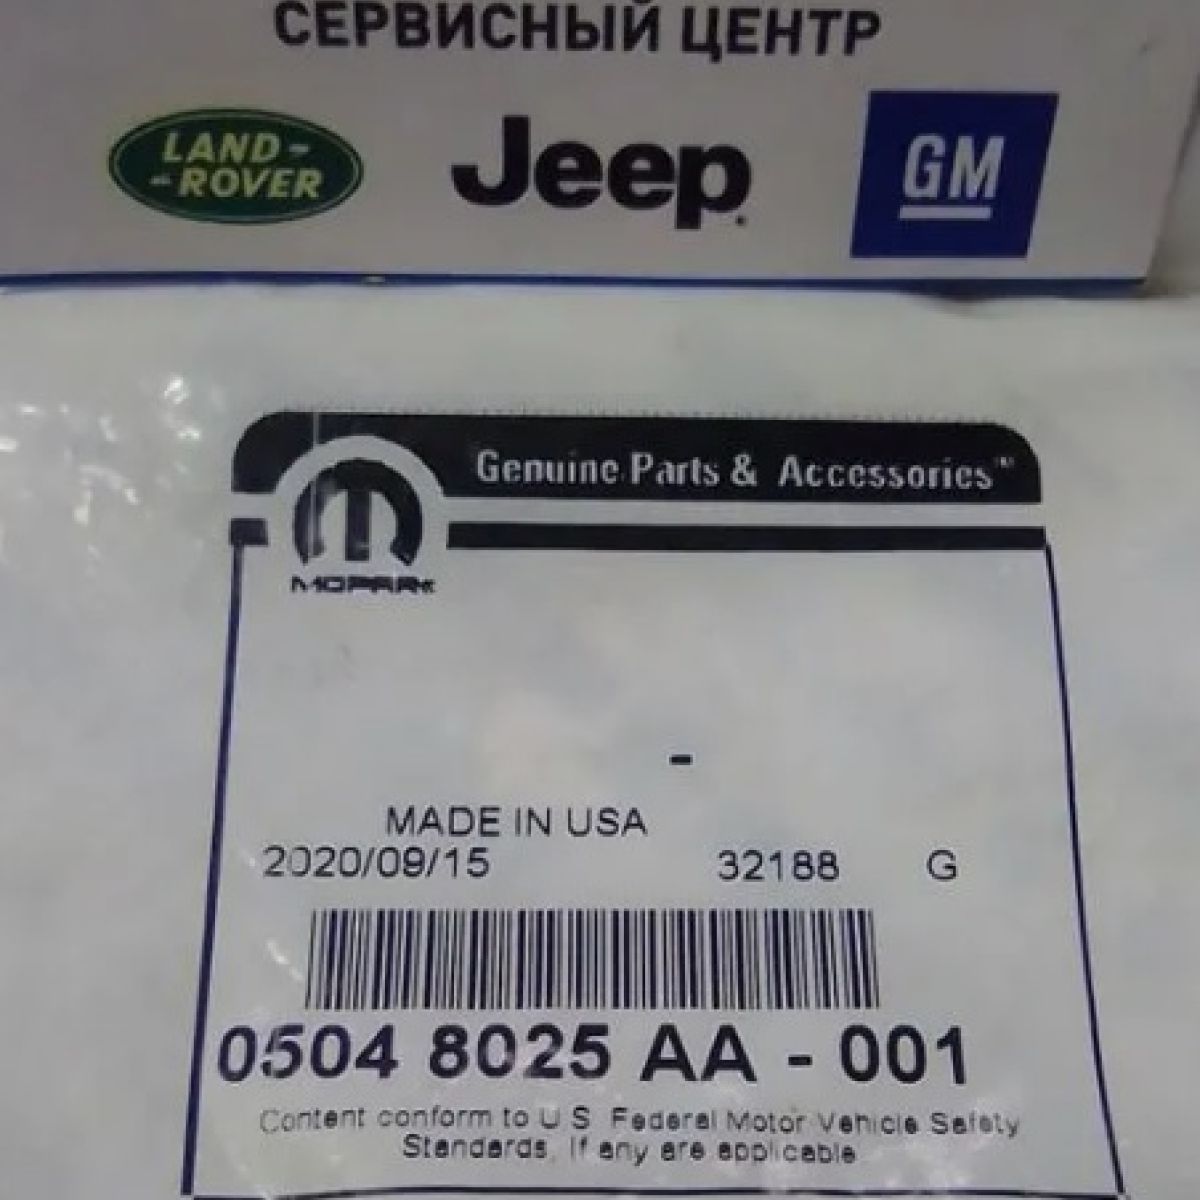 СЕРВИСНЫЙ ЦЕНТР
LAND-
-ROVER
Jeep
GM
Genuine Parts & Accessories™
MOPAR
-
MADE IN USA
2020/09/15 32188 G
0504 8025 AA - 001
Content conform to U S Federal Motor Vehicle Safety
Standards, If any are applicable